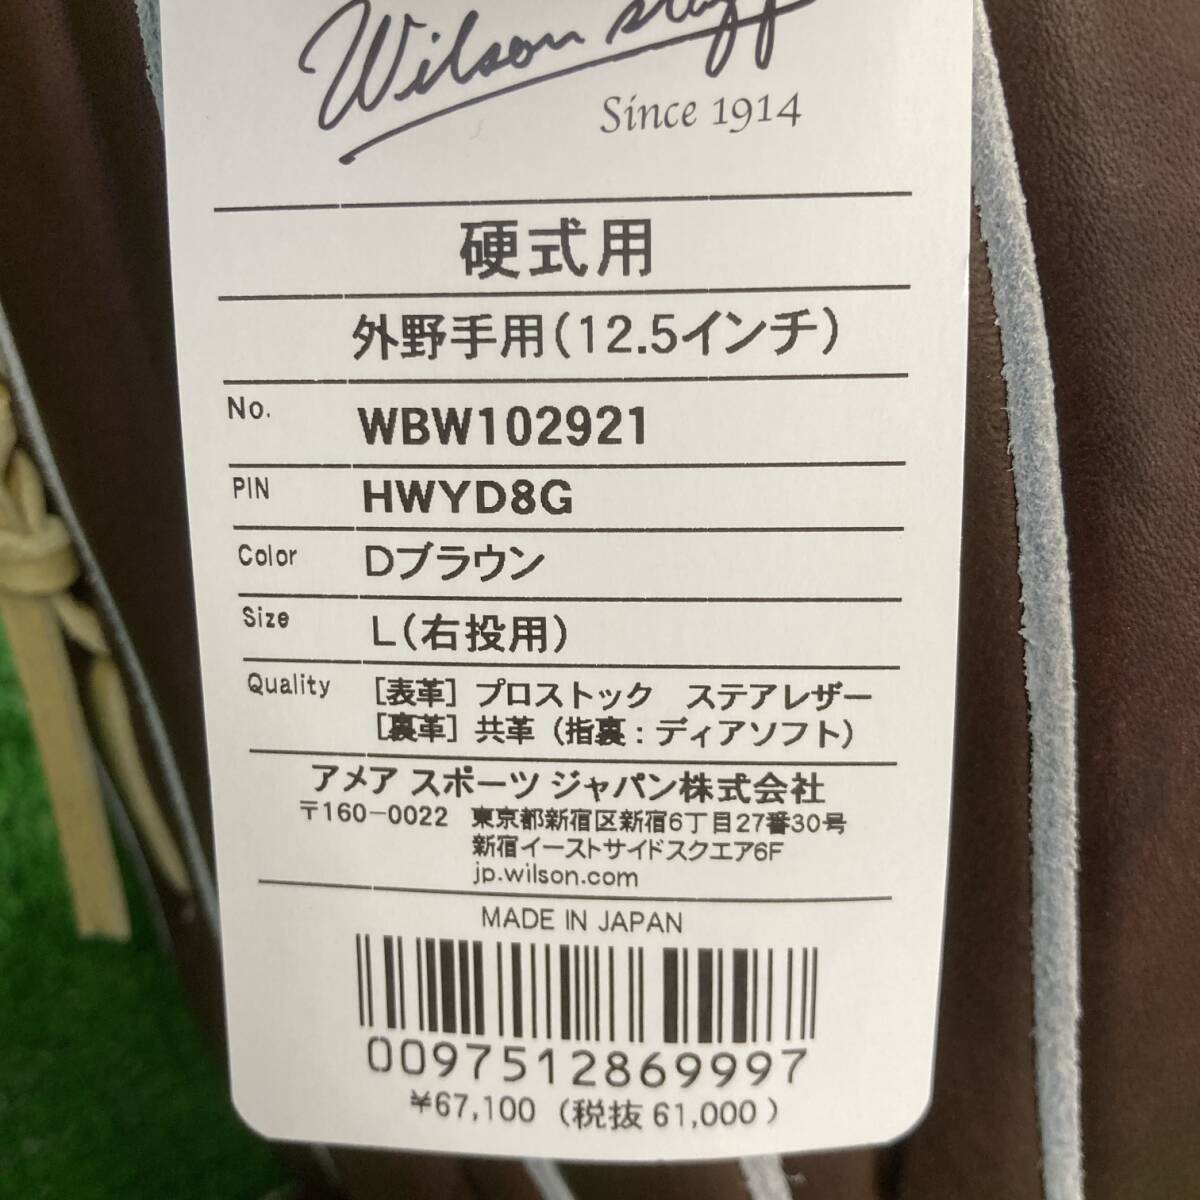 Wilson staff
Since 1914
硬式用
外野手用(12.5インチ)
No. WBW102921
PIN HWYD8G
Color Dブラウン
Size L(右投用)
Quality [表革] プロストック ステアレザー
[裏革] 共革 (指裏:ディアソフト)
アメア スポーツ ジャパン株式会社
〒160-0022 東京都新宿区新宿6丁目27番30号
新宿イーストサイドスクエア6F
jp.wilson.com
MADE IN JAPAN
0097512869997
¥67,100 (税抜 61,000)